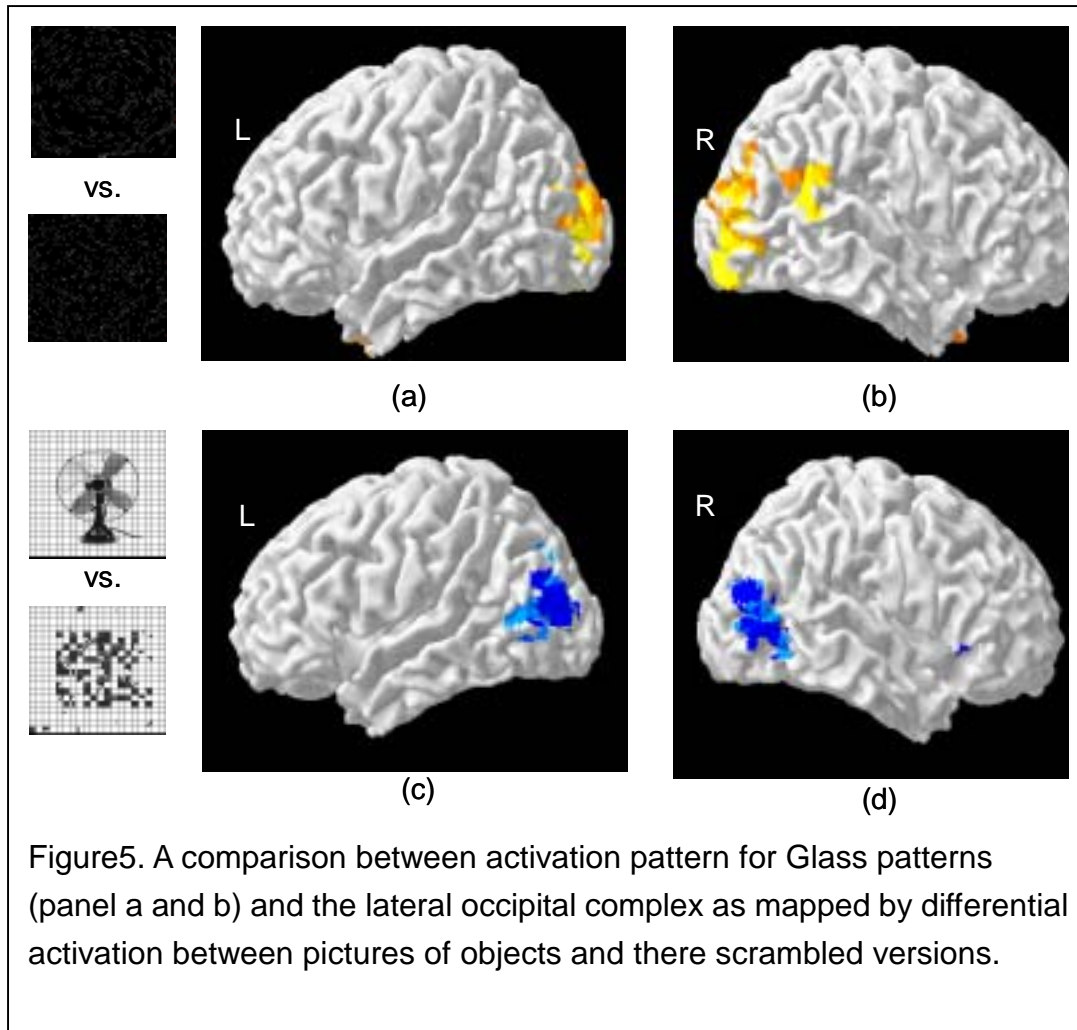 vs.
L
R
(a)
(b)
vs.
L
R
(c)
(d)
Figure5. A comparison between activation pattern for Glass patterns
(panel a and b) and the lateral occipital complex as mapped by differential
activation between pictures of objects and there scrambled versions.